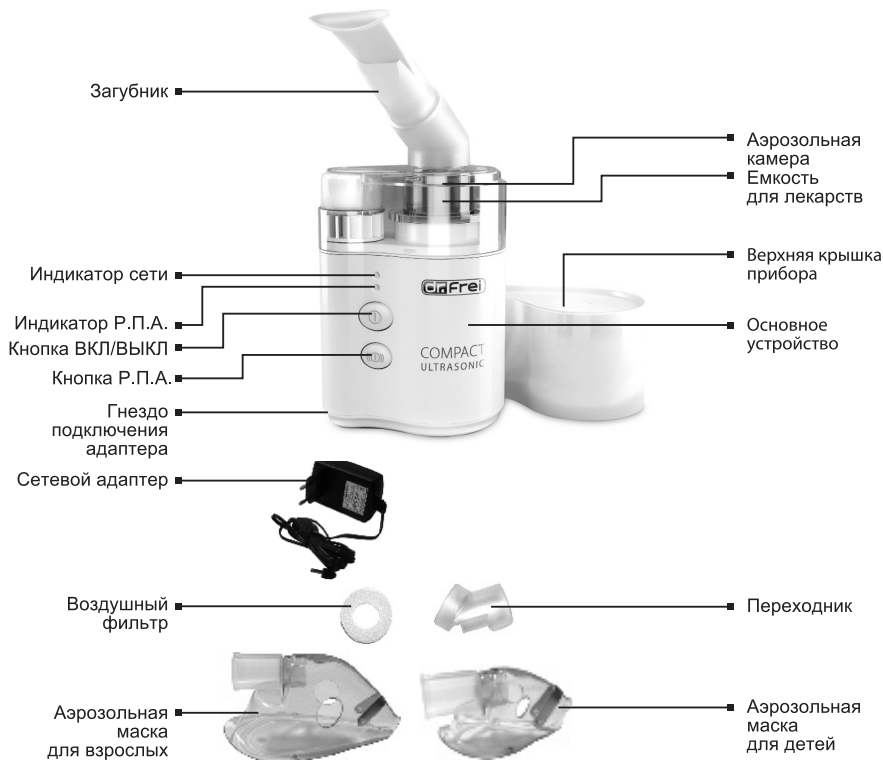 Загубник
Индикатор сети
Индикатор Р.П.А.
Кнопка ВКЛ/ВЫКЛ
Кнопка Р.П.А.
Гнездо
подключения
адаптера
Сетевой адаптер
Воздушный
фильтр
Аэрозольная
маска
для взрослых
dr.Frei
COMPACT
ULTRASONIC
Аэрозольная
камера
Емкость
для лекарств
Верхняя крышка
прибора
Основное
устройство
Переходник
Аэрозольная
маска
для детей